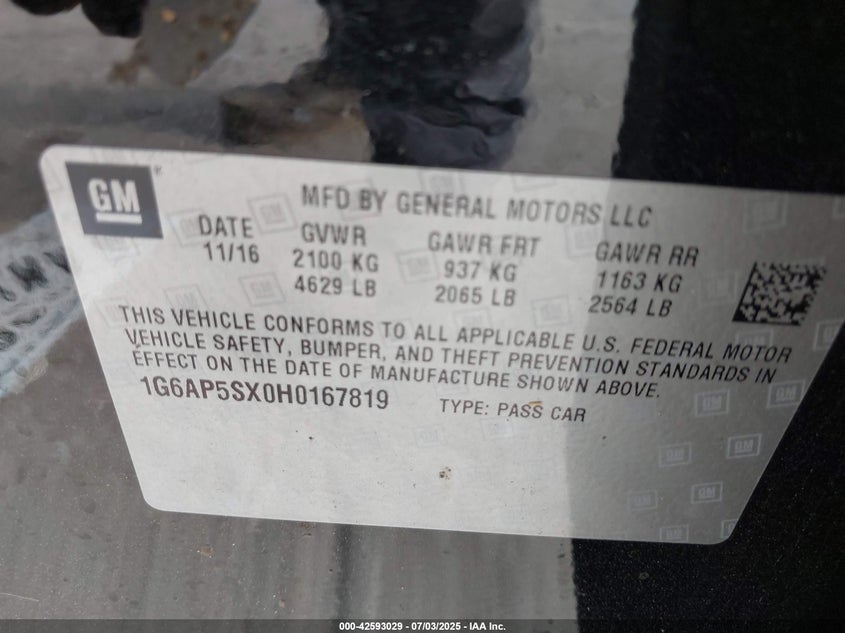 GM
MFD BY GENERAL MOTORS LLC
DATE GVWR GAWR FRT GAWR RR
11/16 2100 KG 937 KG 1163 KG
4629 LB 2065 LB 2564 LB
THIS VEHICLE CONFORMS TO ALL APPLICABLE U.S. FEDERAL MOTOR
VEHICLE SAFETY, BUMPER, AND THEFT PREVENTION STANDARDS IN
EFFECT ON THE DATE OF MANUFACTURE SHOWN ABOVE.
1G6AP5SX0H0167819 TYPE: PASS CAR
000-42593029 - 07/03/2025 - IAA Inc.